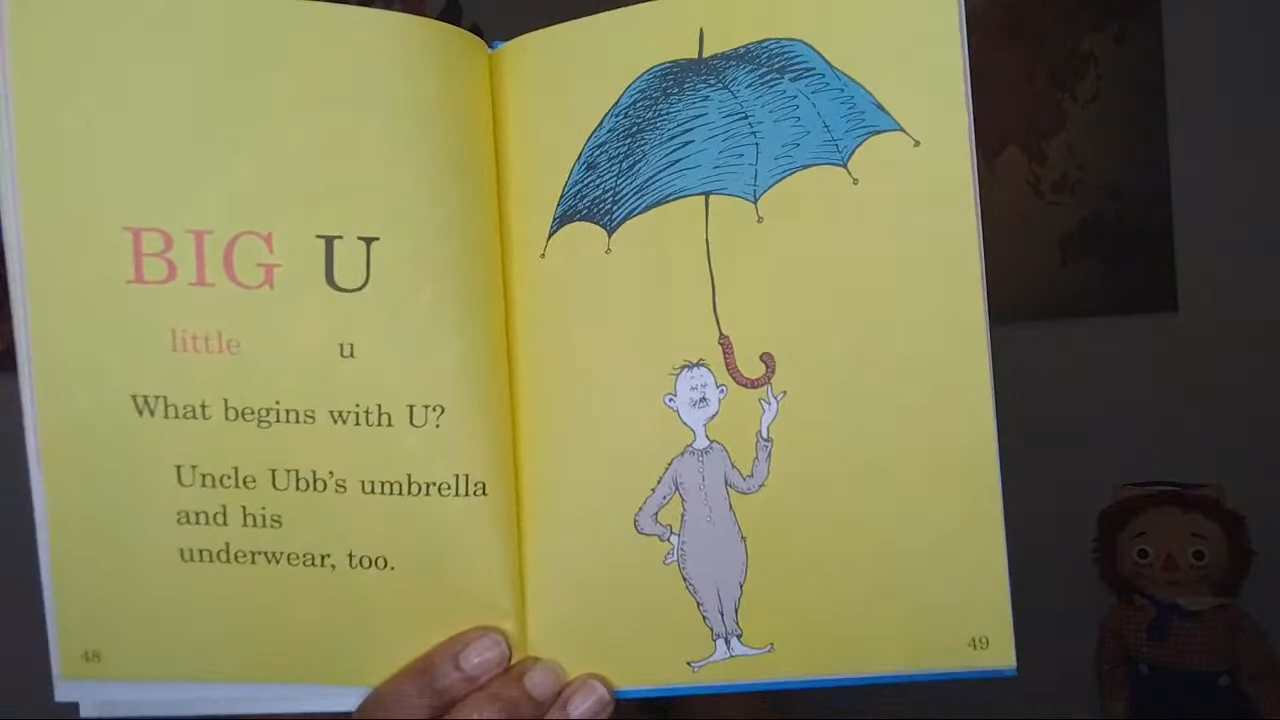 BIG U
little u
What begins with U?
Uncle Ubb's umbrella
and his
underwear, too.
48
49